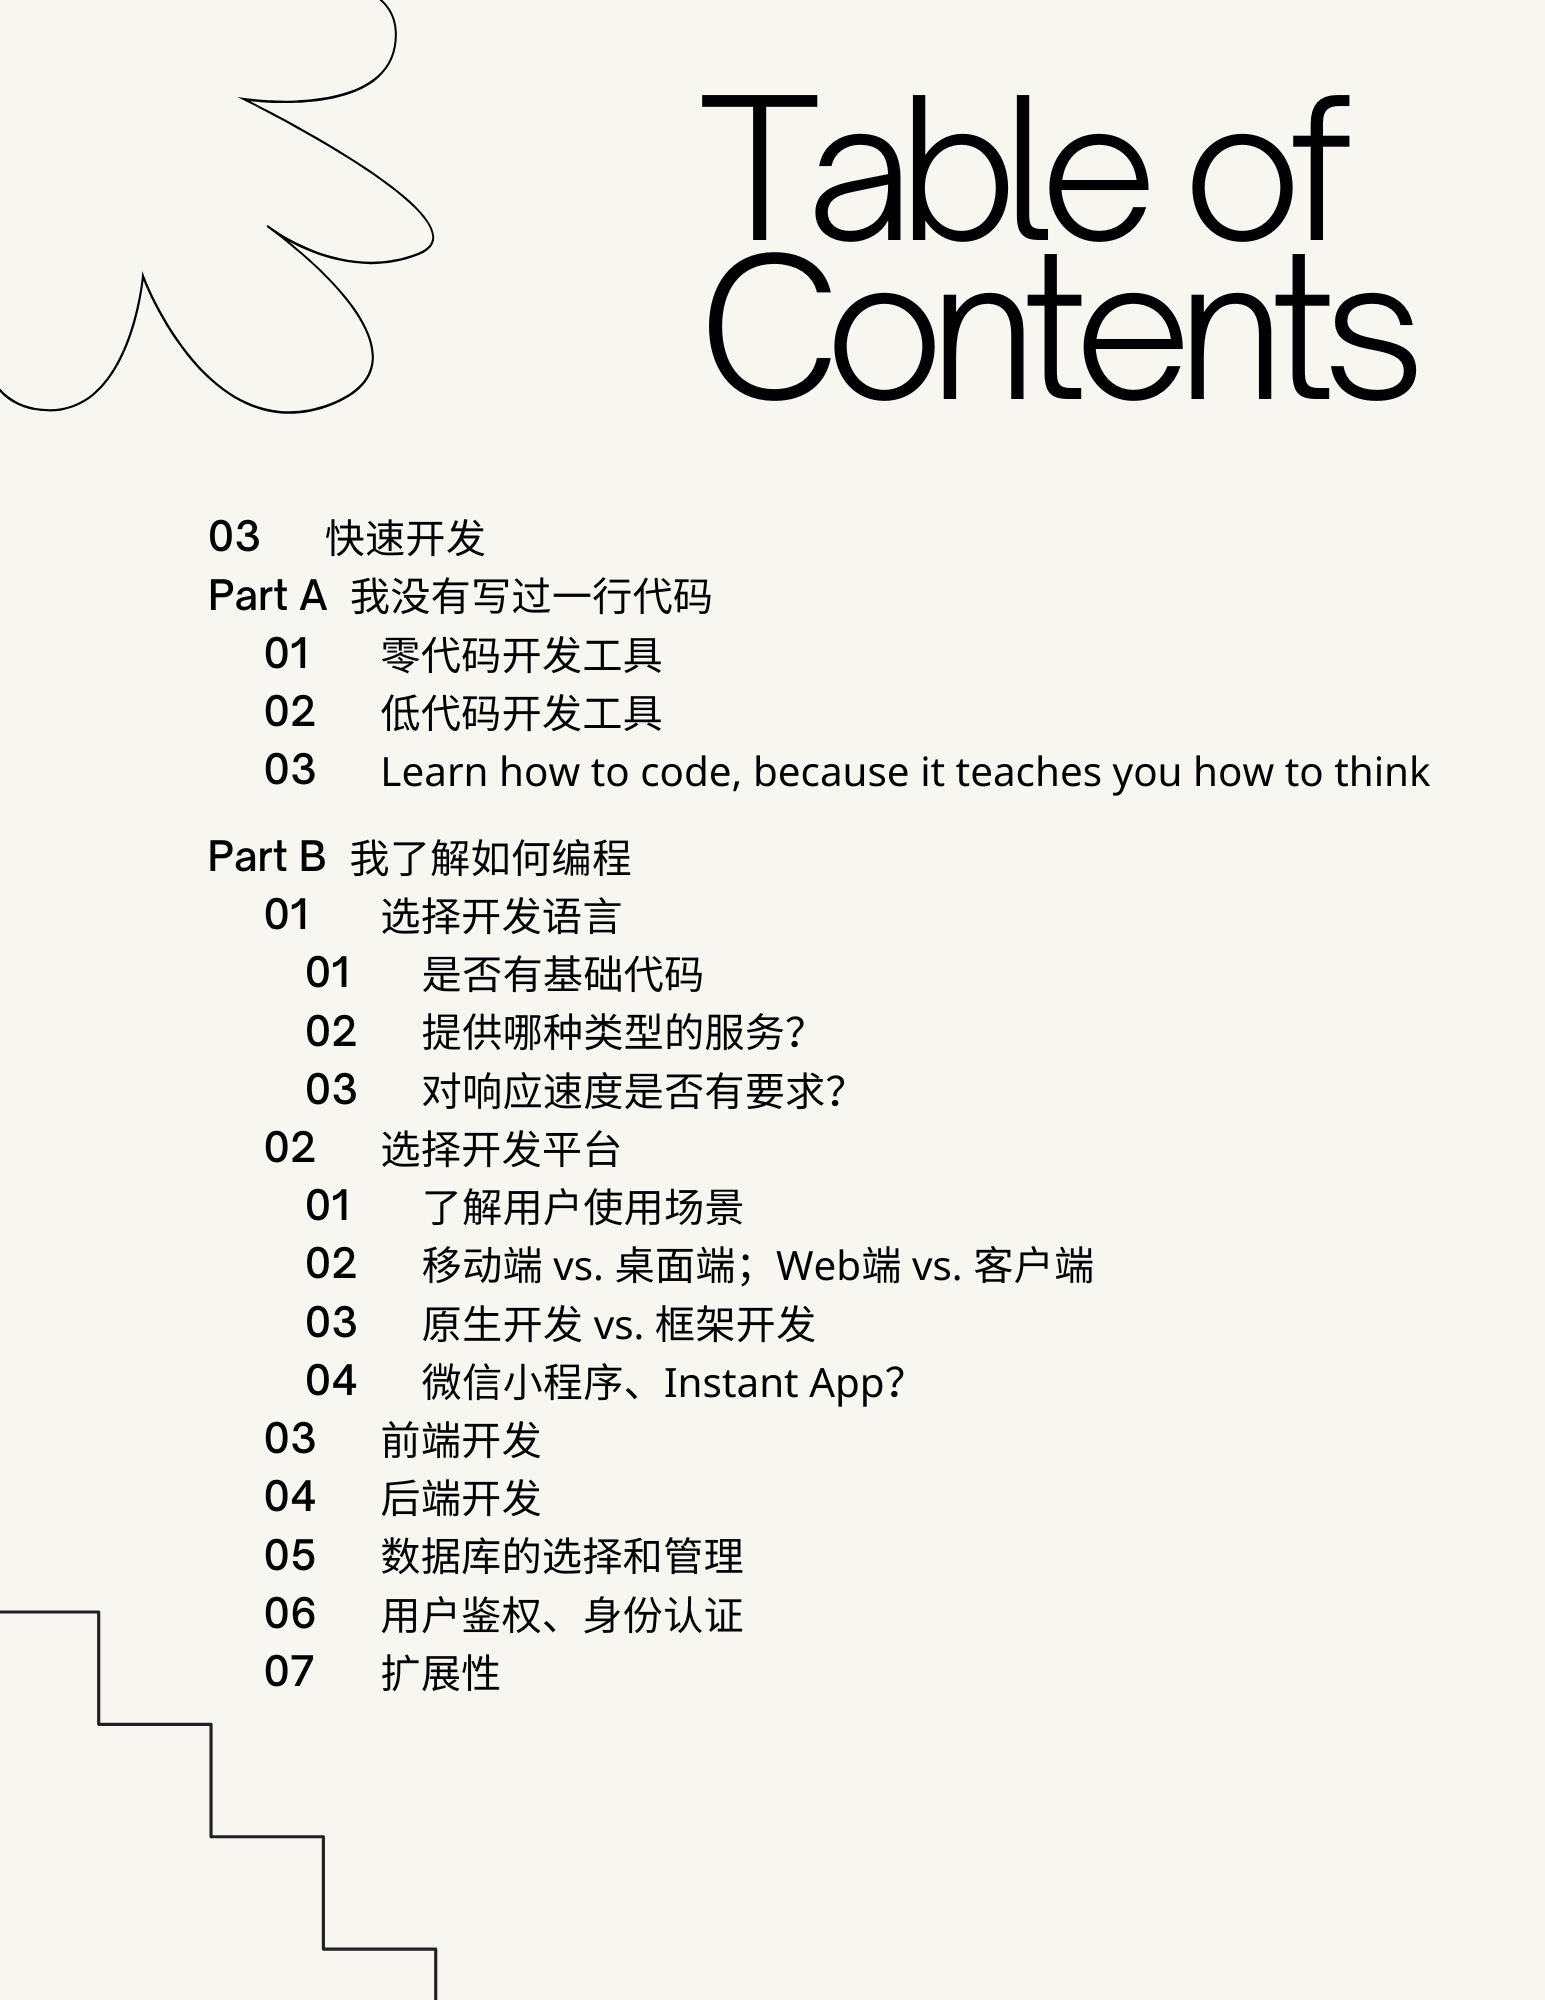 Table of
Contents
03 快速开发
Part A 我没有写过一行代码
01 零代码开发工具
02 低代码开发工具
03 Learn how to code, because it teaches you how to think
Part B 我了解如何编程
01 选择开发语言
01 是否有基础代码
02 提供哪种类型的服务？
03 对响应速度是否有要求？
02 选择开发平台
01 了解用户使用场景
02 移动端 vs. 桌面端；Web端 vs. 客户端
03 原生开发 vs. 框架开发
04 微信小程序、Instant App？
03 前端开发
04 后端开发
05 数据库的选择和管理
06 用户鉴权、身份认证
07 扩展性